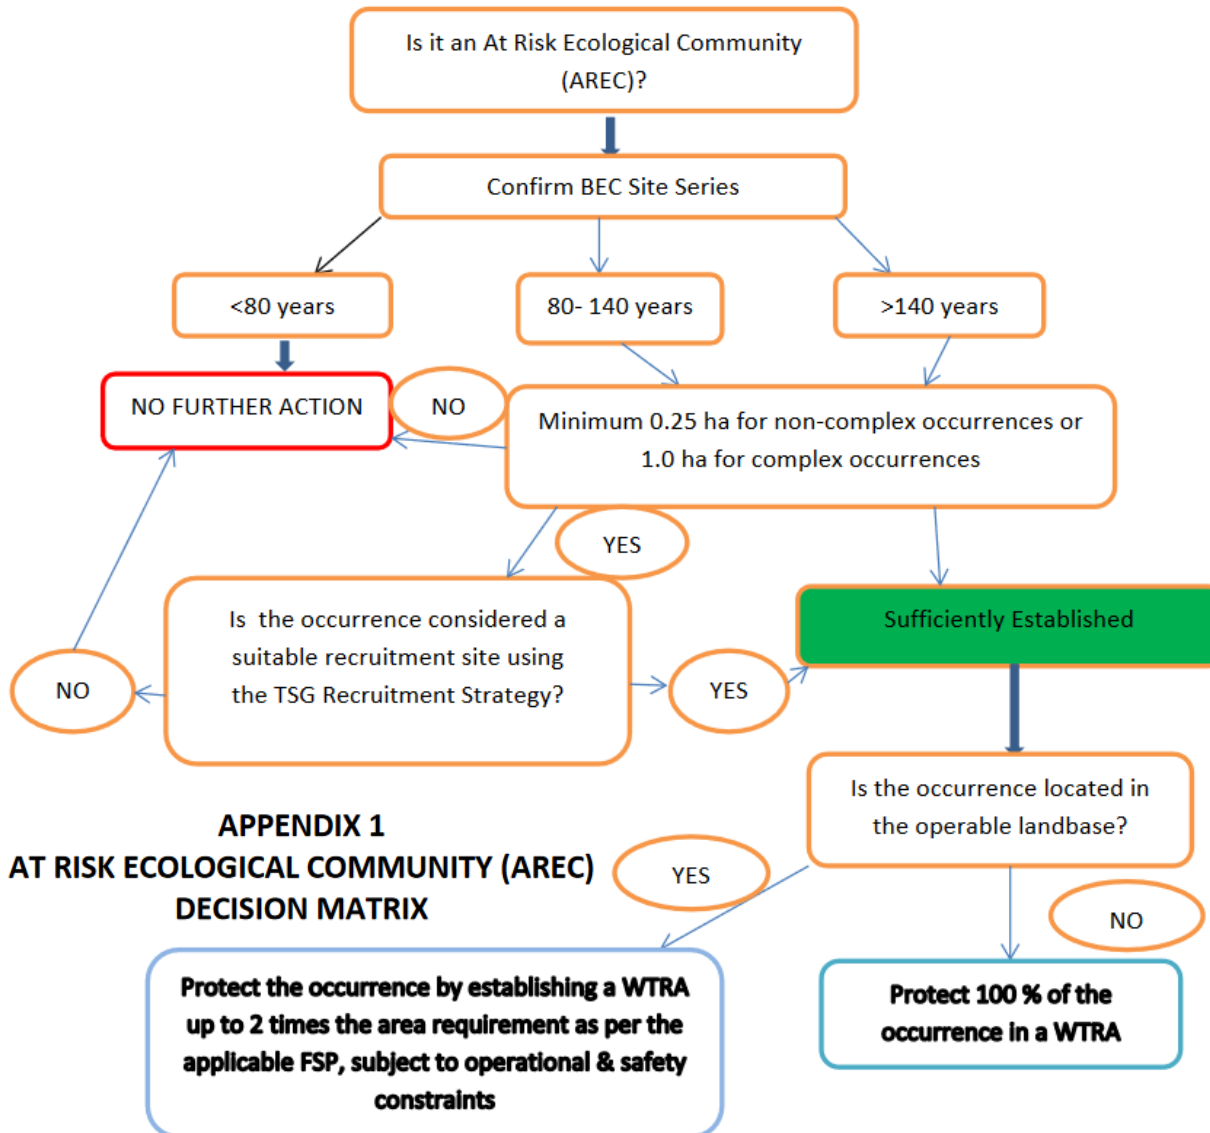 Is it an At Risk Ecological Community
(AREC)?
Confirm BEC Site Series
<80 years
80- 140 years
>140 years
NO FURTHER ACTION
NO
Minimum 0.25 ha for non-complex occurrences or
1.0 ha for complex occurrences
YES
Is the occurrence considered a
suitable recruitment site using
the TSG Recruitment Strategy?
NO
YES
Sufficiently Established
Is the occurrence located in
the operable landbase?
APPENDIX 1
AT RISK ECOLOGICAL COMMUNITY (AREC)
DECISION MATRIX
YES
NO
Protect the occurrence by establishing a WTRA
up to 2 times the area requirement as per the
applicable FSP, subject to operational & safety
constraints
Protect 100 % of the
occurrence in a WTRA